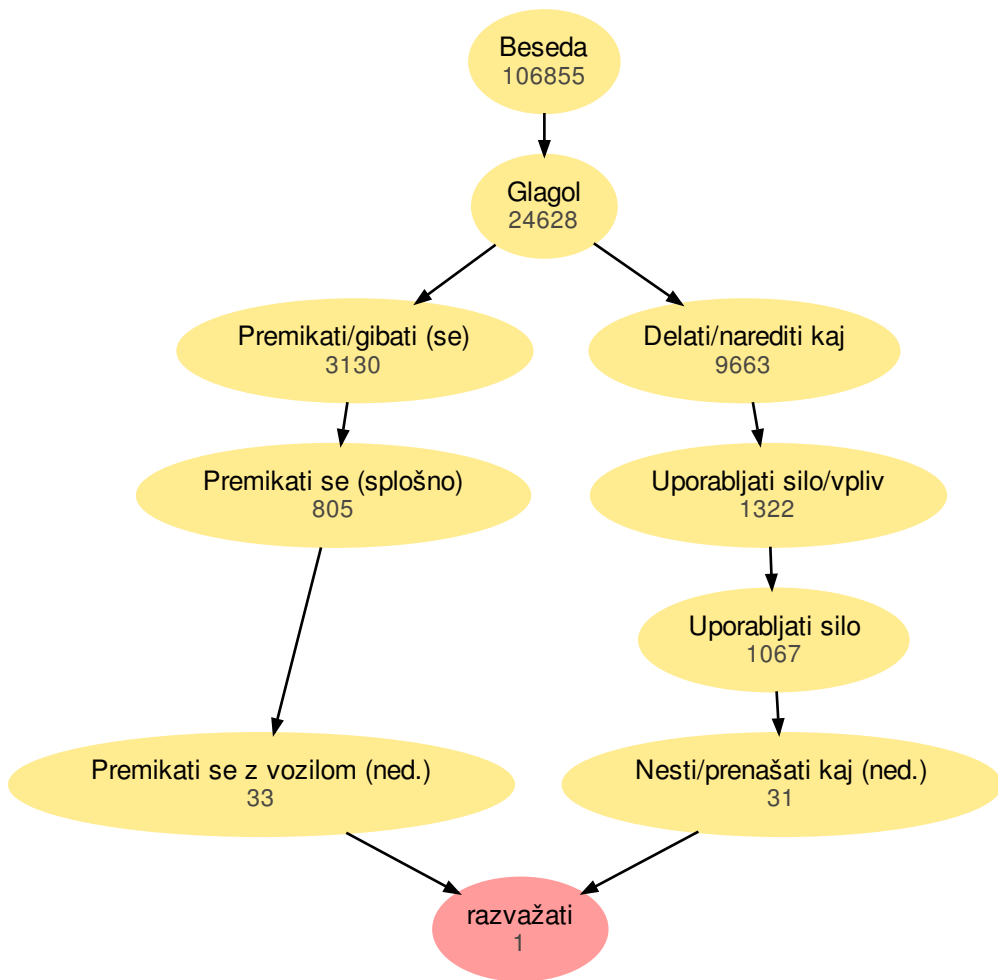 Beseda
106855
Glagol
24628
Premikati/gibati (se)
3130
Delati/narediti kaj
9663
Premikati se (splošno)
805
Uporabljati silo/vpliv
1322
Uporabljati silo
1067
Premikati se z vozilom (ned.)
33
Nesti/prenašati kaj (ned.)
31
razvažati
1